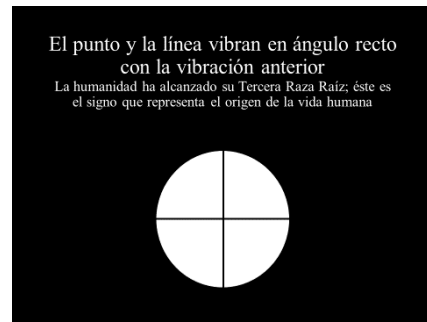 El punto y la línea vibran en ángulo recto
con la vibración anterior
La humanidad ha alcanzado su Tercera Raza Raíz; éste es
el signo que representa el origen de la vida humana